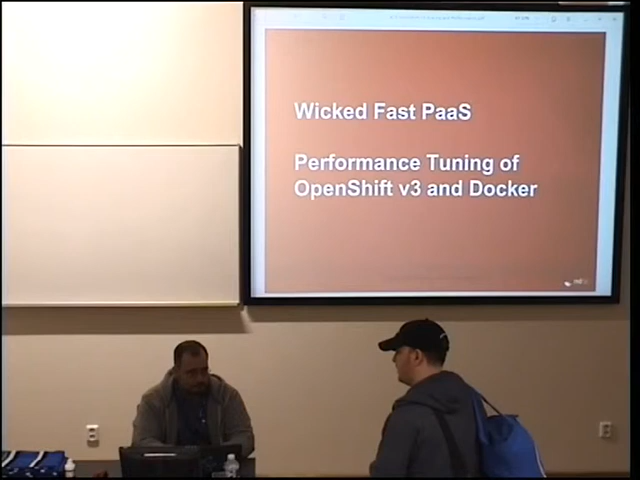 Wicked Fast PaaS
Performance Tuning of
OpenShift v3 and Docker